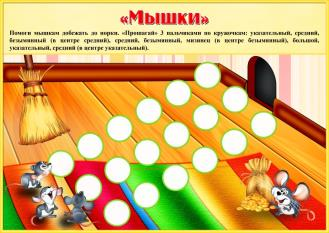 «Мышки»
Помоги мышкам добежать до норки. «Прошагай» 3 пальчиками по кружочкам: указательный, средний,
безымянный (в центре средний), средний, безымянный, мизинец (в центре безымянный), большой,
указательный, средний (в центре указательный).